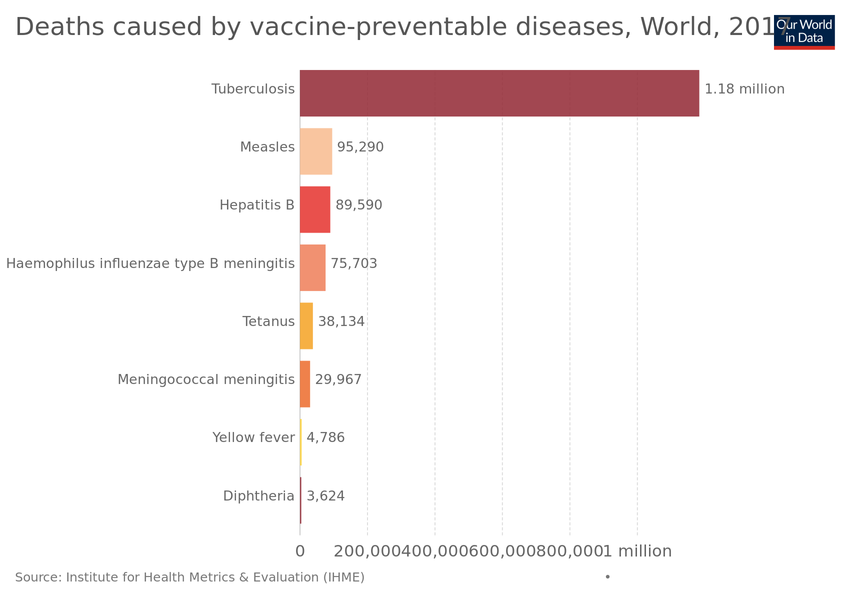 Deaths caused by vaccine-preventable diseases, World, 2017
Our World
in Data
Tuberculosis 1.18 million
Measles 95,290
Hepatitis B 89,590
Haemophilus influenzae type B meningitis 75,703
Tetanus 38,134
Meningococcal meningitis 29,967
Yellow fever 4,786
Diphtheria 3,624
0 200,000 400,000 600,000 800,000 1 million
Source: Institute for Health Metrics & Evaluation (IHME) •